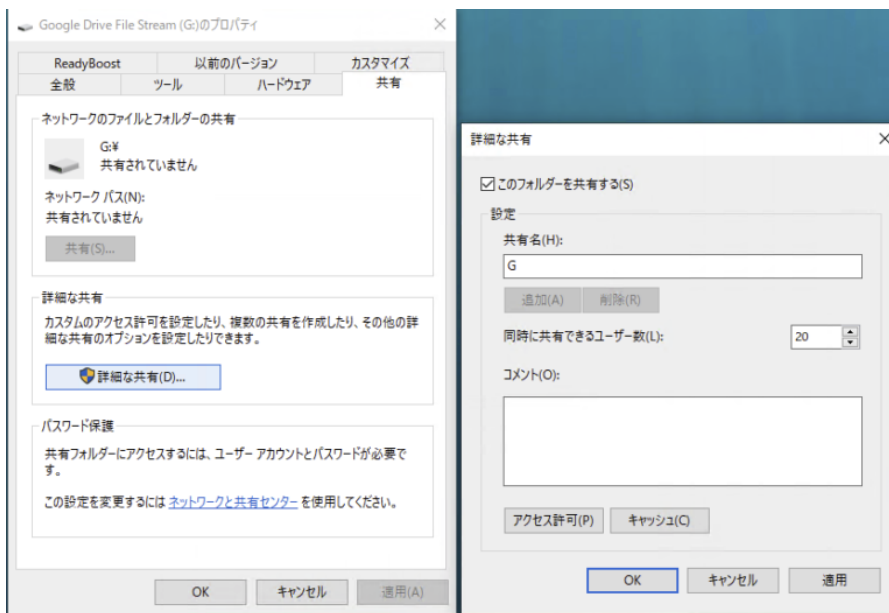 Google Drive File Stream (G:)のプロパティ
ReadyBoost
以前のバージョン
カスタマイズ
全般
ツール
ハードウェア
共有
ネットワークのファイルとフォルダーの共有
G:¥
共有されていません
ネットワーク パス(N):
共有されていません
共有(S)...
詳細な共有
カスタムのアクセス許可を設定したり、複数の共有を作成したり、その他の詳
細な共有のオプションを設定したりできます。
詳細な共有(D)...
パスワード保護
共有フォルダーにアクセスするには、ユーザー アカウントとパスワードが必要で
す。
この設定を変更するには ネットワークと共有センター を使用してください。
OK
キャンセル
適用(A)
詳細な共有
このフォルダーを共有する(S)
設定
共有名(H):
G
追加(A)
削除(R)
同時に共有できるユーザー数(L):
20
コメント(O):
アクセス許可(P)
キャッシュ(C)
OK
キャンセル
適用